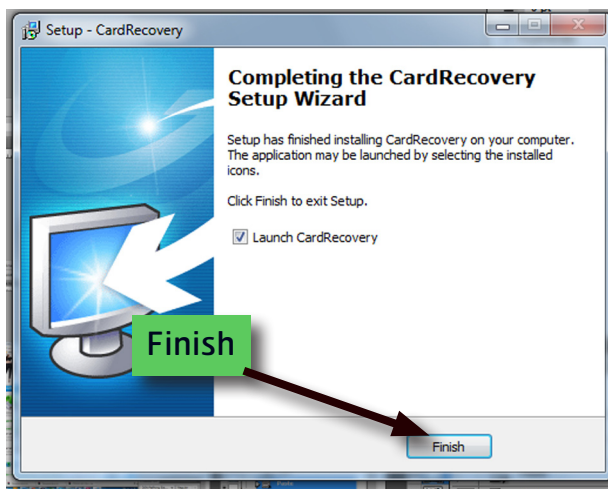 Setup - CardRecovery
Completing the CardRecovery
Setup Wizard
Setup has finished installing CardRecovery on your computer.
The application may be launched by selecting the installed
icons.
Click Finish to exit Setup.
Launch CardRecovery
Finish
Finish